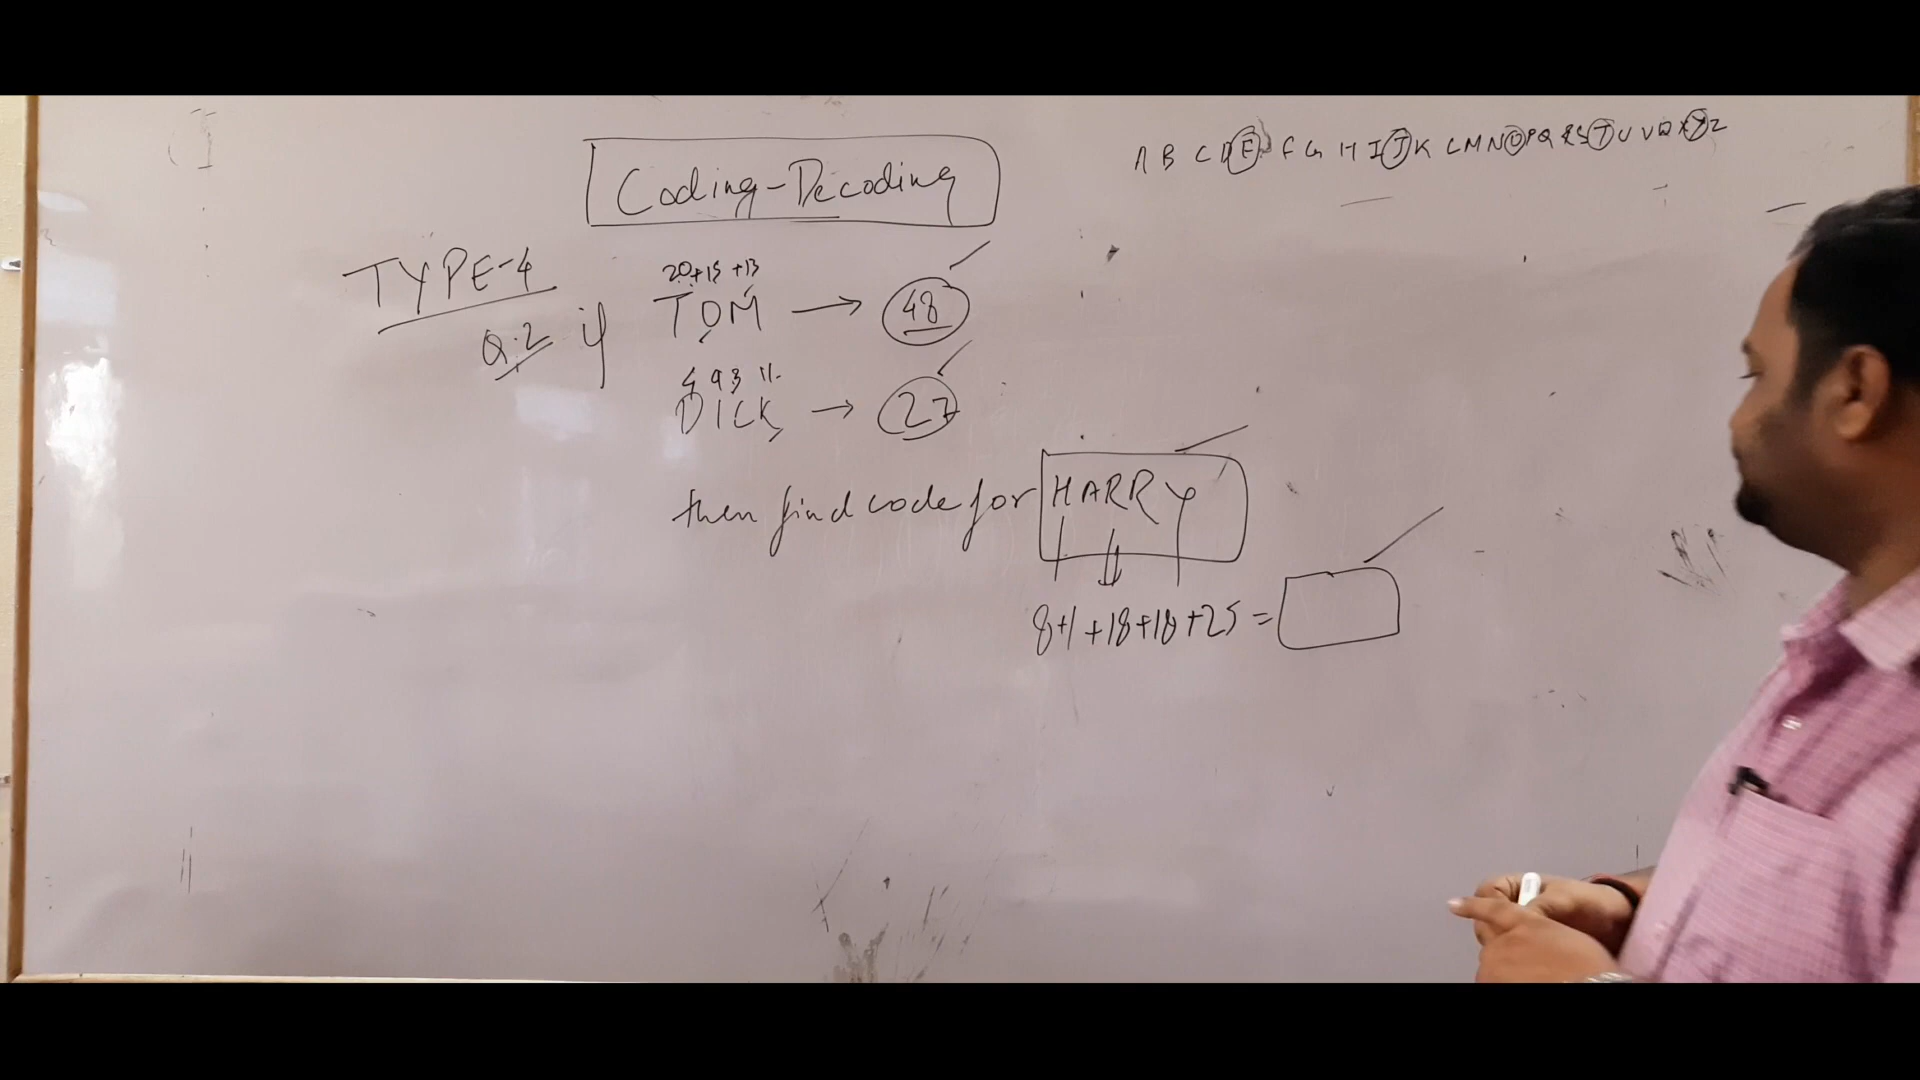 A B C D E F G H I J K L M N O P Q R S T U V W X Y Z
Coding-Decoding
TYPE-4
20+15+13
Q.2 if TOM → 48
4 9 3 11
DICK → 27
then find code for HARRY
8+1+18+18+25=